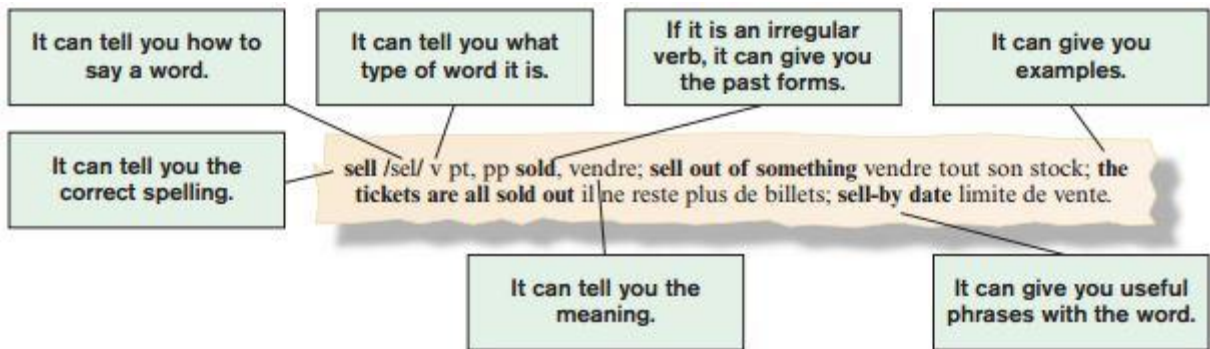 It can tell you how to
say a word.
It can tell you what
type of word it is.
If it is an irregular
verb, it can give you
the past forms.
It can give you
examples.
It can tell you the
correct spelling.
sell /sel/ v pt, pp sold, vendre; sell out of something vendre tout son stock; the
tickets are all sold out il ne reste plus de billets; sell-by date limite de vente.
It can tell you the
meaning.
It can give you useful
phrases with the word.